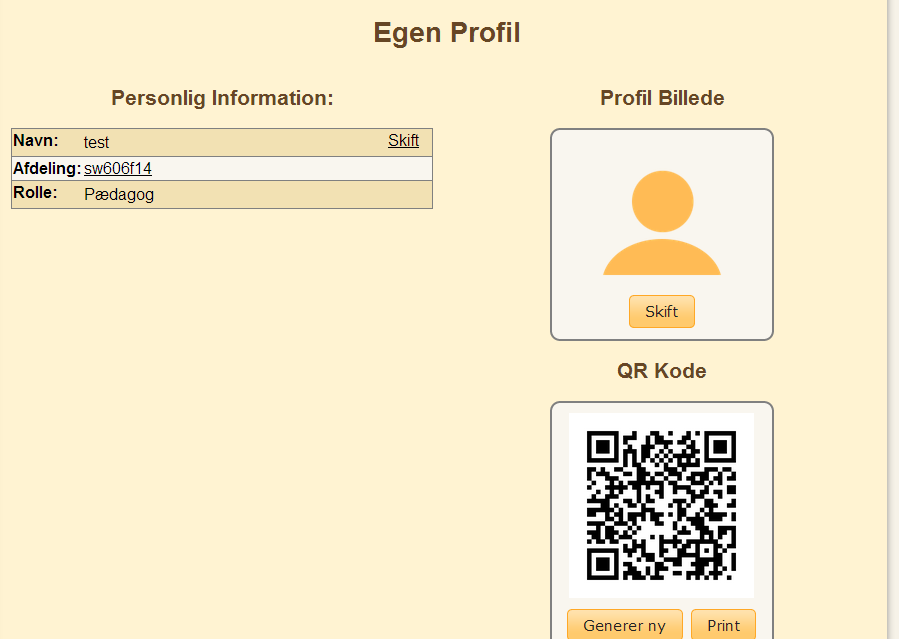 Egen Profil
Personlig Information:
Navn: test Skift
Afdeling: sw606f14
Rolle: Pædagog
Profil Billede
Skift
QR Kode
Generer ny Print